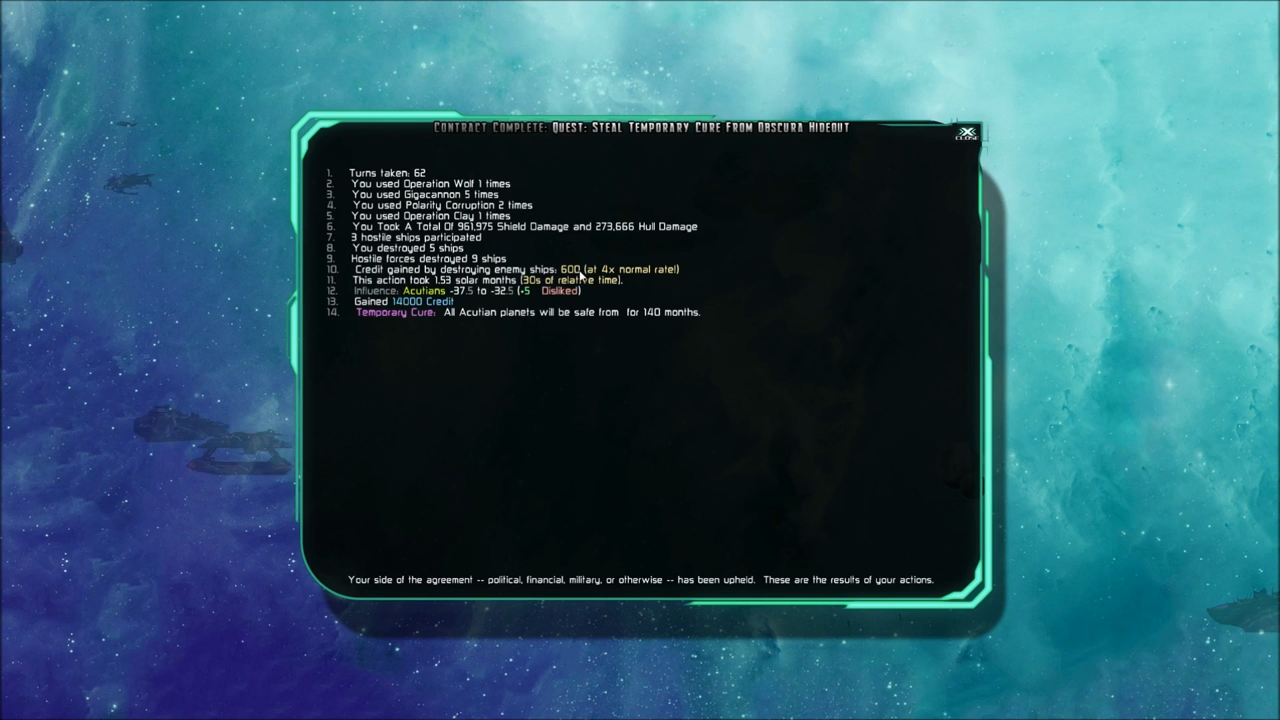 Contract Complete: Quest: Steal Temporary Cure From Obscura Hideout
CLOSE
1. Turns taken: 62
2. You used Operation Wolf 1 times
3. You used Gigacannon 5 times
4. You used Polarity Corruption 2 times
5. You used Operation Clay 1 times
6. You Took A Total Of 961,975 Shield Damage and 273,666 Hull Damage
7. 3 hostile ships participated
8. You destroyed 5 ships
9. Hostile forces destroyed 9 ships
10. Credit gained by destroying enemy ships: 600 (at 4x normal rate!)
11. This action took 1.53 solar months (30s of relative time).
12. Influence: Acutians -37.5 to -32.5 (+5 Disliked)
13. Gained 14000 Credit
14. Temporary Cure: All Acutian planets will be safe from for 140 months.
Your side of the agreement -- political, financial, military, or otherwise -- has been upheld. These are the results of your actions.